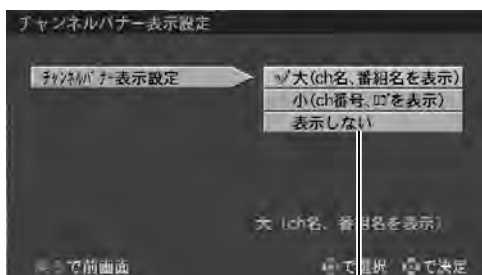 チャンネルバナー表示設定
ﾁｬﾝﾈﾙﾊﾞﾅｰ表示設定
✓大(ch名、番組名を表示)
小(ch番号、ﾛｺﾞを表示)
表示しない
大(ch名、番組名を表示)
戻るで前画面
で選択 で決定